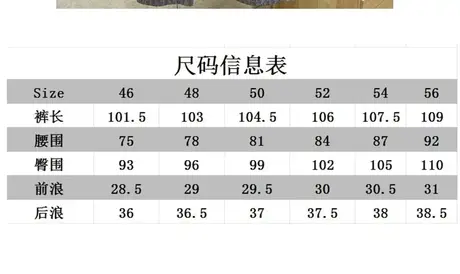 尺码信息表
Size 46 48 50 52 54 56
裤长 101.5 103 104.5 106 107.5 109
腰围 75 78 81 84 87 92
臀围 93 96 99 102 105 110
前浪 28.5 29 29.5 30 30.5 31
后浪 36 36.5 37 37.5 38 38.5